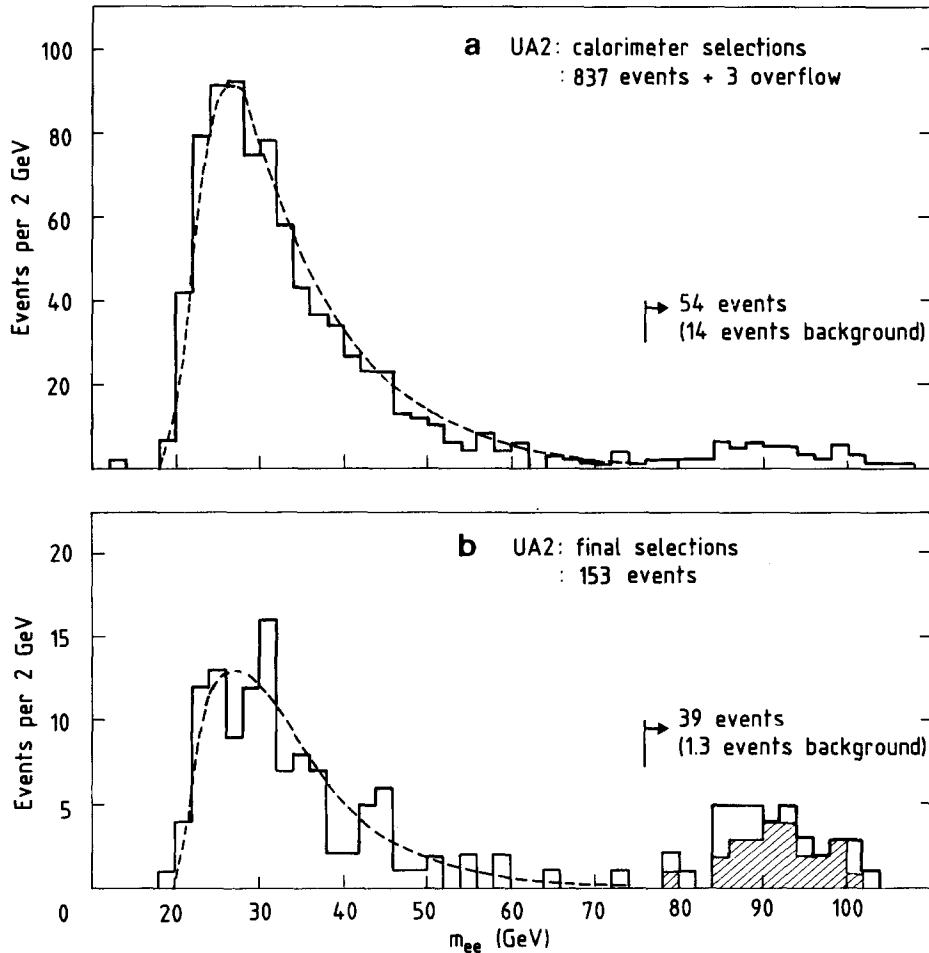 a UA2: calorimeter selections
: 837 events + 3 overflow
Events per 2 GeV
100
80
60
40
20
54 events
(14 events background)
b UA2: final selections
: 153 events
Events per 2 GeV
20
15
10
5
0
39 events
(1.3 events background)
20 30 40 50 60 70 80 90 100
mee (GeV)